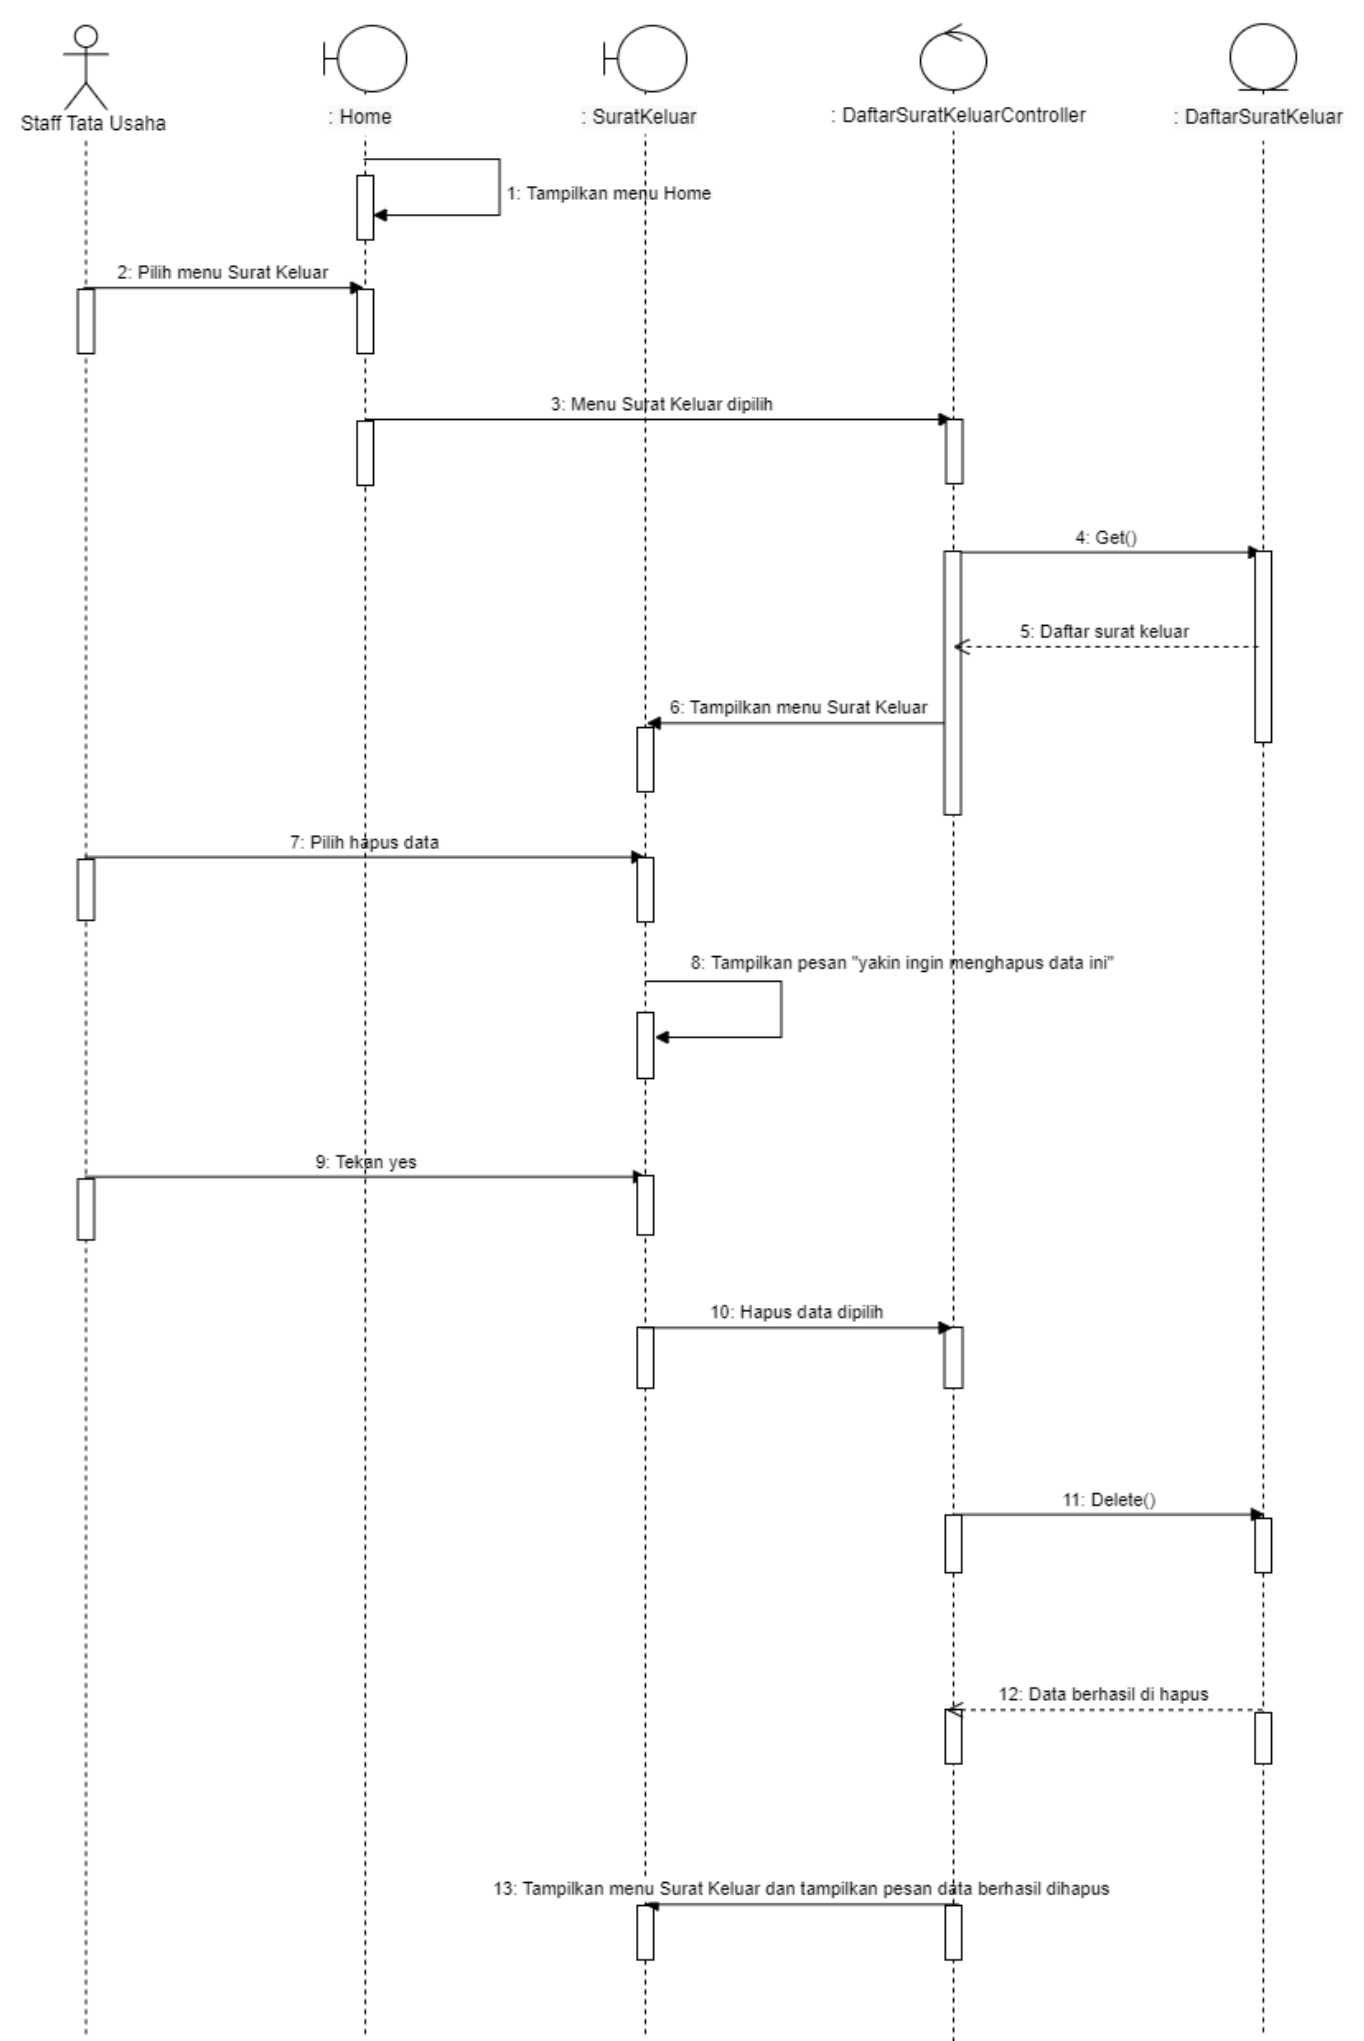 Staff Tata Usaha
: Home
: SuratKeluar
: DaftarSuratKeluarController
: DaftarSuratKeluar
1: Tampilkan menu Home
2: Pilih menu Surat Keluar
3: Menu Surat Keluar dipilih
4: Get()
5: Daftar surat keluar
6: Tampilkan menu Surat Keluar
7: Pilih hapus data
8: Tampilkan pesan "yakin ingin menghapus data ini"
9: Tekan yes
10: Hapus data dipilih
11: Delete()
12: Data berhasil di hapus
13: Tampilkan menu Surat Keluar dan tampilkan pesan data berhasil dihapus